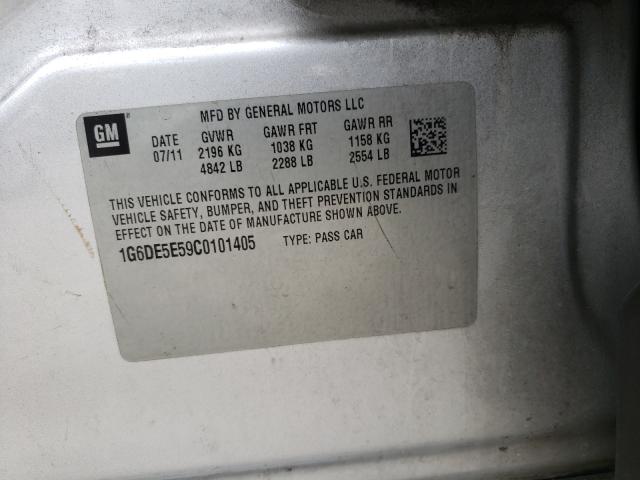 MFD BY GENERAL MOTORS LLC
GM
DATE GVWR GAWR FRT GAWR RR
07/11 2196 KG 1038 KG 1158 KG
4842 LB 2288 LB 2554 LB
THIS VEHICLE CONFORMS TO ALL APPLICABLE U.S. FEDERAL MOTOR
VEHICLE SAFETY, BUMPER, AND THEFT PREVENTION STANDARDS IN
EFFECT ON THE DATE OF MANUFACTURE SHOWN ABOVE.
1G6DE5E59C0101405 TYPE: PASS CAR